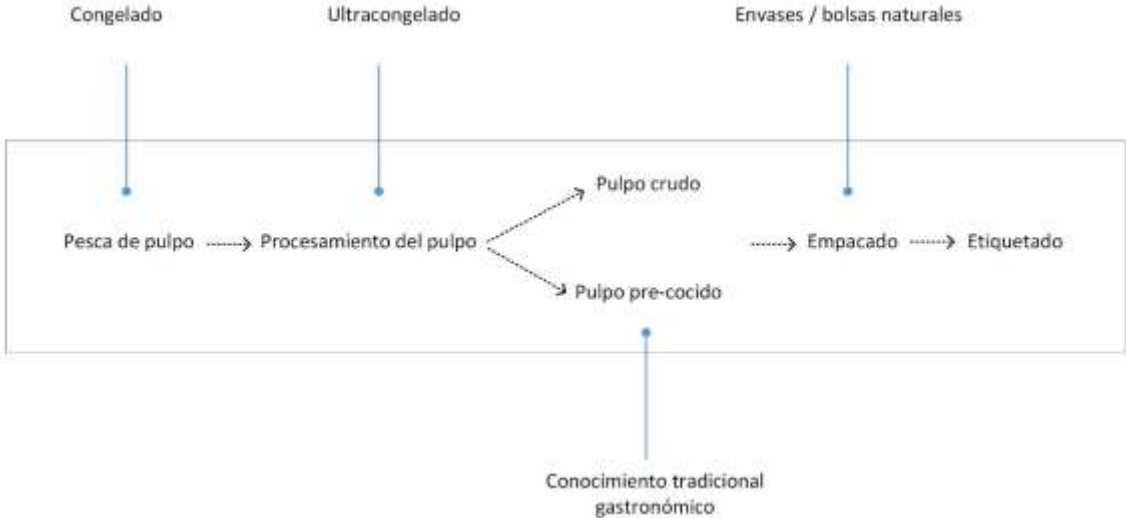 Congelado
Ultracongelado
Envases / bolsas naturales
Pulpo crudo
Pesca de pulpo
Procesamiento del pulpo
Empacado
Etiquetado
Pulpo pre-cocido
Conocimiento tradicional
gastronómico